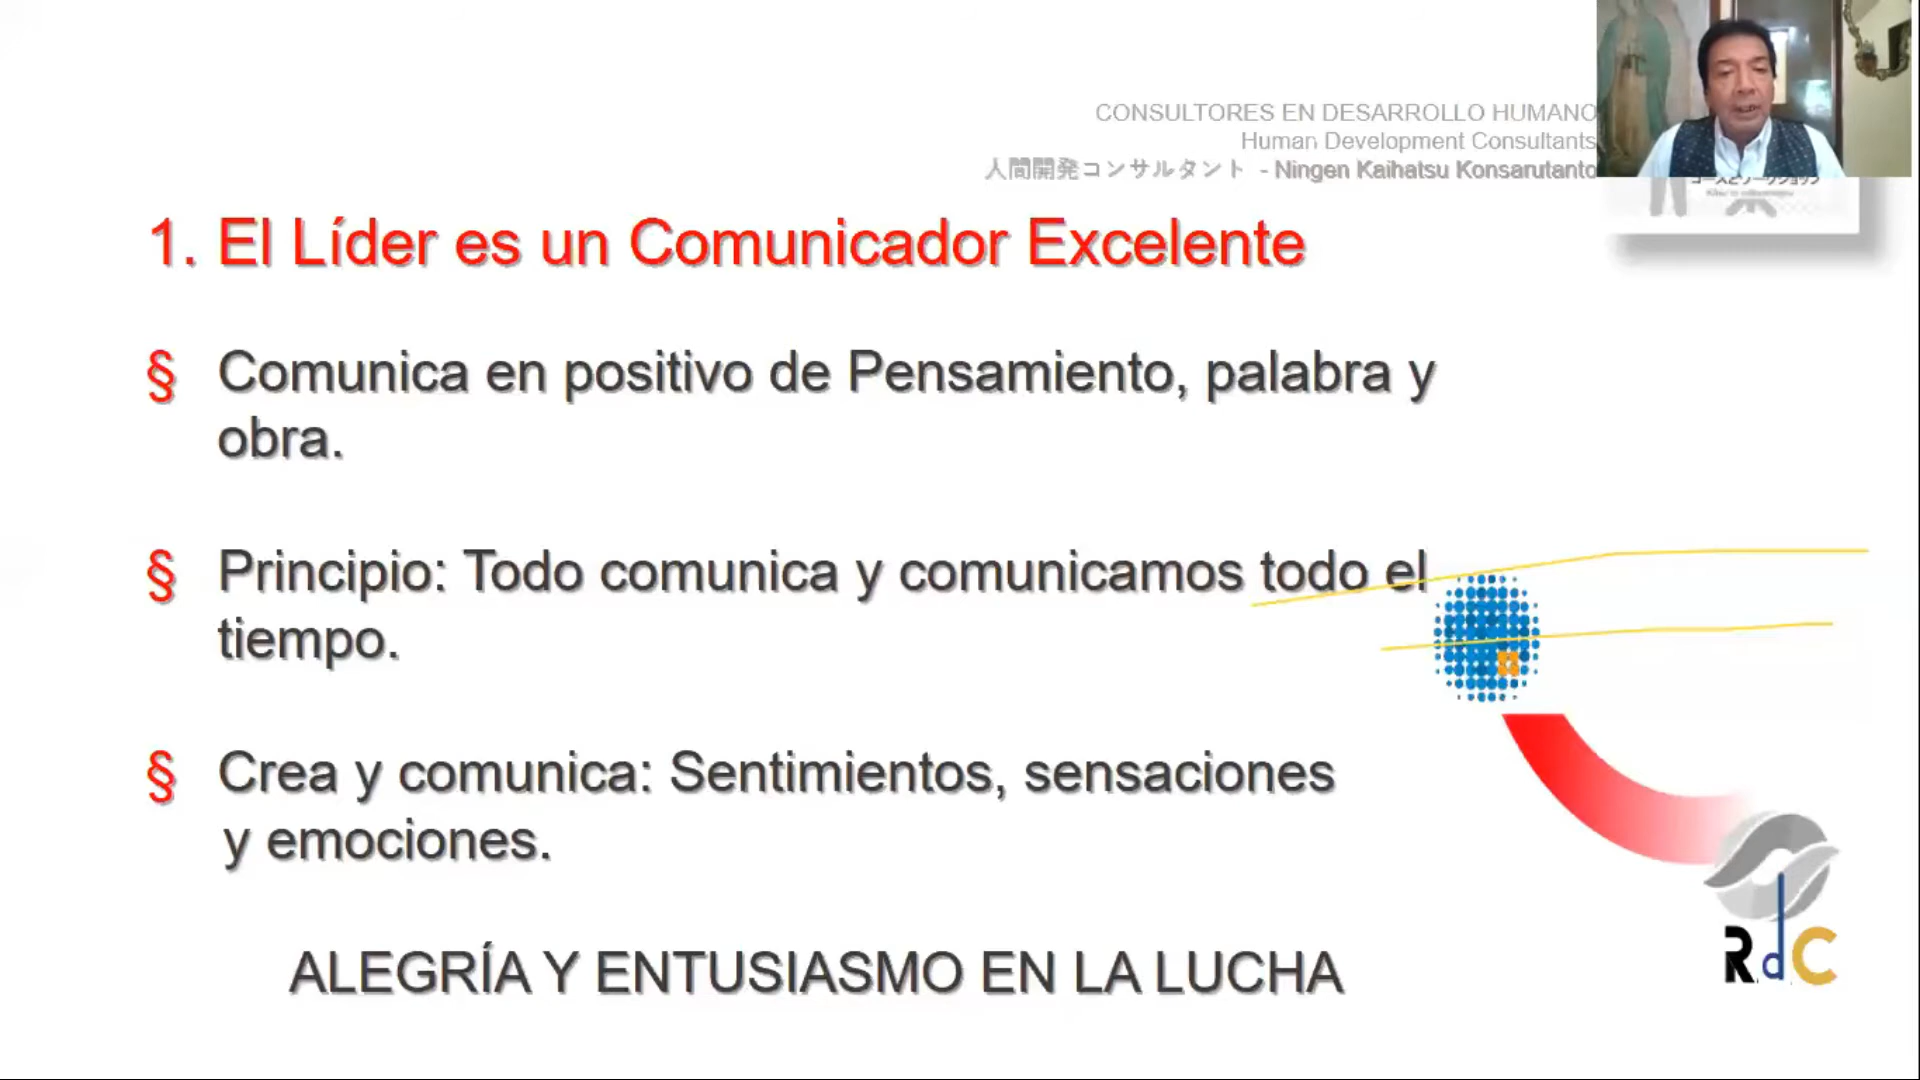 CONSULTORES EN DESARROLLO HUMANO
Human Development Consultants
人間開発コンサルタント - Ningen Kaihatsu Konsarutanto
1. El Líder es un Comunicador Excelente
§ Comunica en positivo de Pensamiento, palabra y
obra.
§ Principio: Todo comunica y comunicamos todo el
tiempo.
§ Crea y comunica: Sentimientos, sensaciones
y emociones.
ALEGRÍA Y ENTUSIASMO EN LA LUCHA
RdC